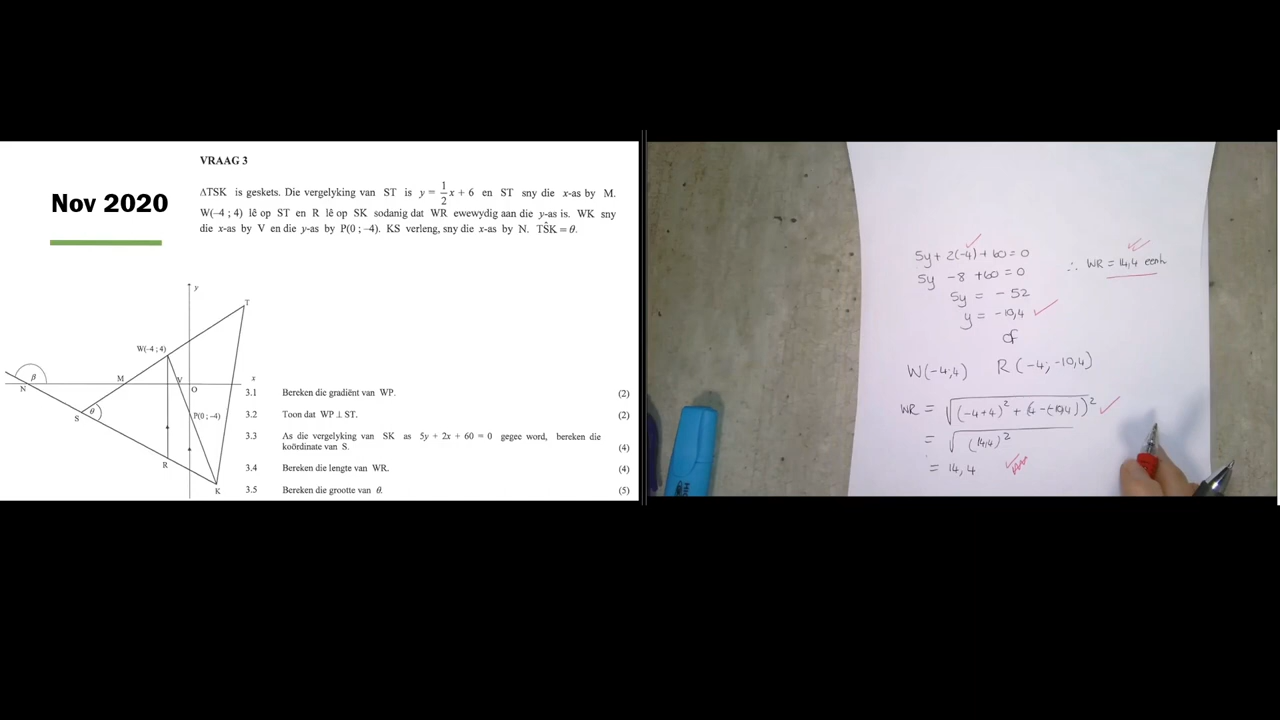 VRAAG 3
Nov 2020
ΔTSK is geskets. Die vergelyking van ST is y = 1/2 x + 6 en ST sny die x-as by M.
W(−4 ; 4) lê op ST en R lê op SK sodanig dat WR ewewydig aan die y-as is. WK sny
die x-as by V en die y-as by P(0 ; −4). KS verleng, sny die x-as by N. TŜK = θ.
y
T
W(−4 ; 4)
β
M
V
x
N
O
S
θ
P(0 ; −4)
R
K
3.1 Bereken die gradiënt van WP. (2)
3.2 Toon dat WP ⊥ ST. (2)
3.3 As die vergelyking van SK as 5y + 2x + 60 = 0 gegee word, bereken die
koördinate van S. (4)
3.4 Bereken die lengte van WR. (4)
3.5 Bereken die grootte van θ. (5)
5y + 2(-4) + 60 = 0
5y - 8 + 60 = 0
5y = - 52
y = -10,4
of
W(-4;4) R(-4; -10,4)
WR = √(-4+4)² + (4-(-10,4))²
= √(14,4)²
= 14,4
∴ WR = 14,4 eenh